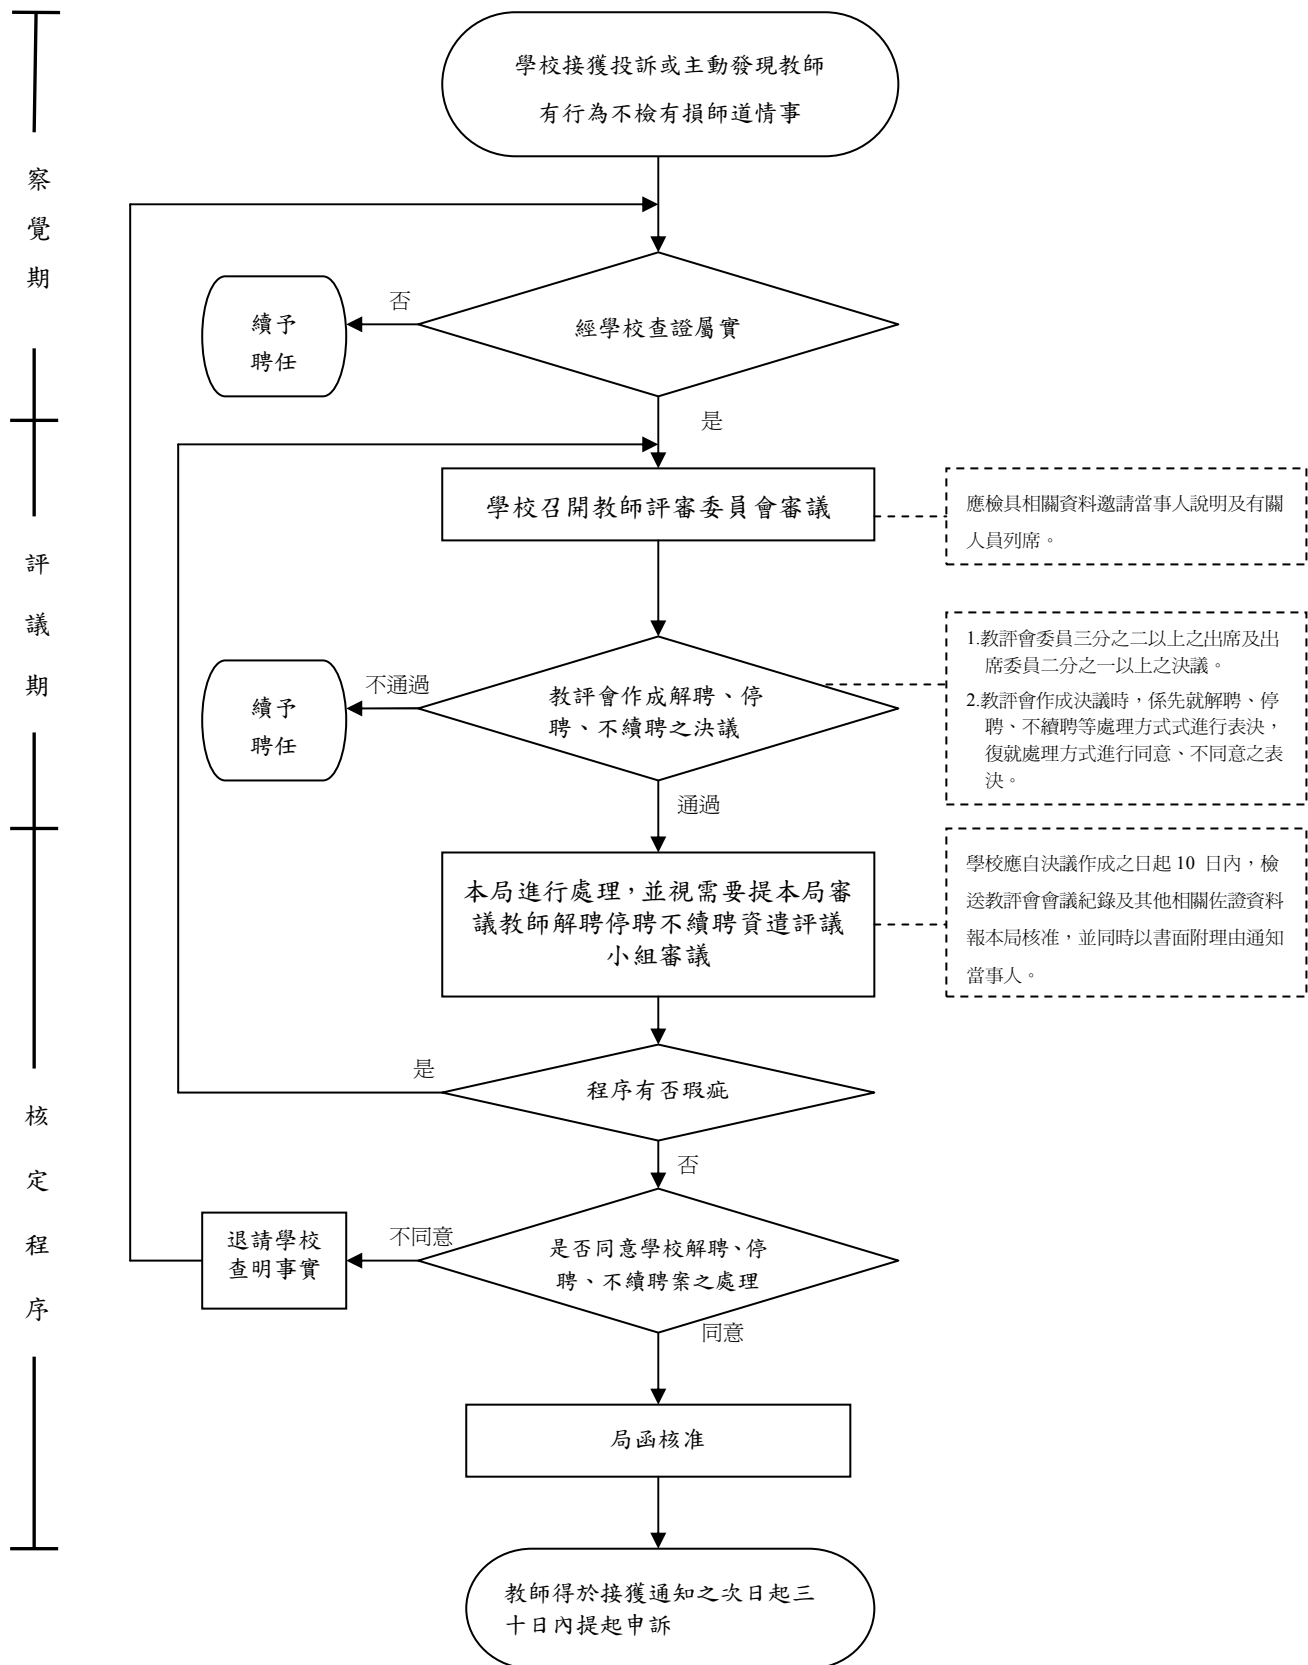 學校接獲投訴或主動發現教師
有行為不檢有損師道情事
察
覺
期
否
續予
聘任
經學校查證屬實
是
學校召開教師評審委員會審議
應檢具相關資料邀請當事人說明及有關
人員列席。
評
議
期
不通過
續予
聘任
教評會作成解聘、停
聘、不續聘之決議
1.教評會委員三分之二以上之出席及出
席委員二分之一以上之決議。
2.教評會作成決議時，係先就解聘、停
聘、不續聘等處理方式式進行表決，
復就處理方式進行同意、不同意之表
決。
通過
本局進行處理，並視需要提本局審
議教師解聘停聘不續聘資遣評議
小組審議
學校應自決議作成之日起 10 日內，檢
送教評會會議紀錄及其他相關佐證資料
報本局核准，並同時以書面附理由通知
當事人。
核
定
程
序
是
程序有否瑕疵
否
不同意
退請學校
查明事實
是否同意學校解聘、停
聘、不續聘案之處理
同意
局函核准
教師得於接獲通知之次日起三
十日內提起申訴